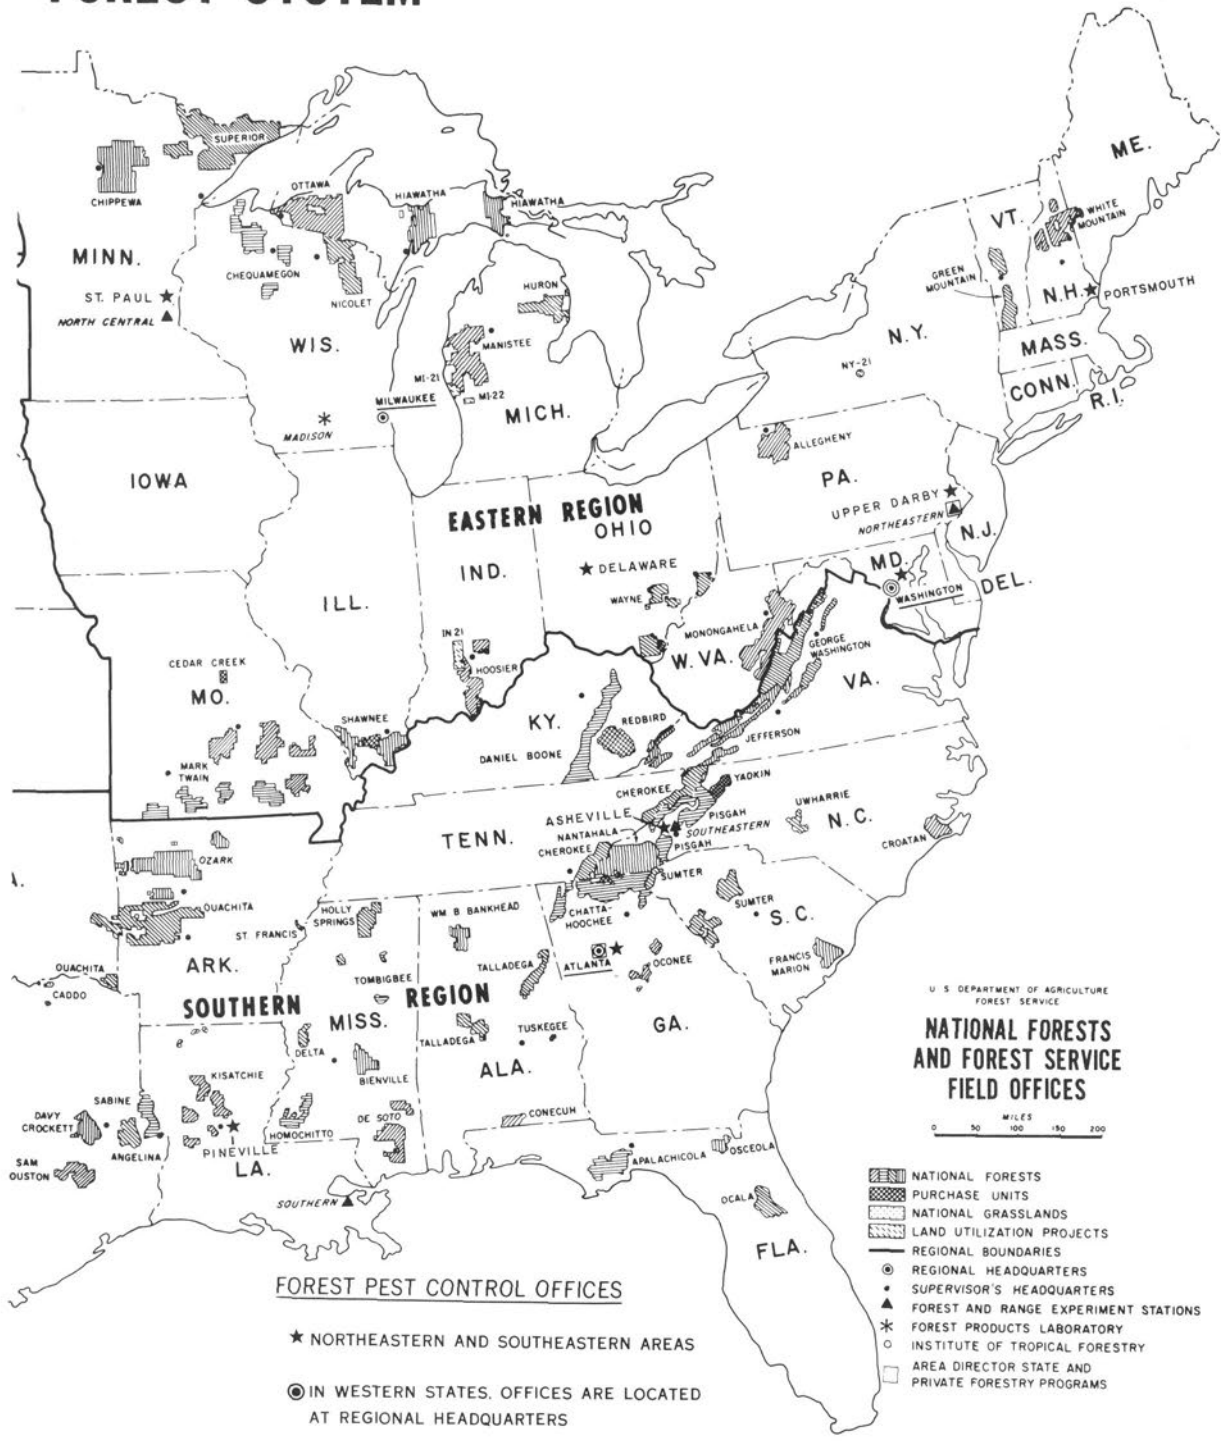 FOREST SYSTEM
SUPERIOR
CHIPPEWA
OTTAWA
HIAWATHA
HIAWATHA
ME.
VT.
WHITE
MOUNTAIN
MINN.
CHEQUAMEGON
NICOLET
HURON
GREEN
MOUNTAIN
N.H.
PORTSMOUTH
ST. PAUL
NORTH CENTRAL
WIS.
MANISTEE
N.Y.
MASS.
NY-21
MI-21
MI-22
CONN.
R.I.
MILWAUKEE
MICH.
MADISON
ALLEGHENY
IOWA
PA.
UPPER DARBY
NORTHEASTERN
EASTERN REGION
OHIO
N.J.
IND.
DELAWARE
MD.
WASHINGTON
DEL.
ILL.
WAYNE
IN 21
MONONGAHELA
GEORGE
WASHINGTON
CEDAR CREEK
HOOSIER
W. VA.
VA.
MO.
SHAWNEE
KY.
REDBIRD
JEFFERSON
DANIEL BOONE
MARK
TWAIN
CHEROKEE
YADKIN
UWHARRIE
ASHEVILLE
PISGAH
N.C.
TENN.
NANTAHALA
SOUTHEASTERN
CROATAN
CHEROKEE
PISGAH
OZARK
SUMTER
OUACHITA
HOLLY
SPRINGS
WM B BANKHEAD
CHATTA-
HOOCHEE
SUMTER
S.C.
ST. FRANCIS
FRANCIS
MARION
ARK.
OUACHITA
TALLADEGA
ATLANTA
OCONEE
CADDO
TOMBIGBEE
SOUTHERN REGION
MISS.
GA.
TALLADEGA
TUSKEGEE
DELTA
ALA.
KISATCHIE
BIENVILLE
SABINE
DAVY
CROCKETT
DE SOTO
CONECUH
HOMOCHITTO
ANGELINA
PINEVILLE
LA.
SAM
OUSTON
APALACHICOLA
OSCEOLA
SOUTHERN
OCALA
FLA.
U S DEPARTMENT OF AGRICULTURE
FOREST SERVICE
NATIONAL FORESTS
AND FOREST SERVICE
FIELD OFFICES
MILES
0 50 100 150 200
NATIONAL FORESTS
PURCHASE UNITS
NATIONAL GRASSLANDS
LAND UTILIZATION PROJECTS
REGIONAL BOUNDARIES
REGIONAL HEADQUARTERS
SUPERVISOR'S HEADQUARTERS
FOREST AND RANGE EXPERIMENT STATIONS
FOREST PRODUCTS LABORATORY
INSTITUTE OF TROPICAL FORESTRY
AREA DIRECTOR STATE AND
PRIVATE FORESTRY PROGRAMS
FOREST PEST CONTROL OFFICES
NORTHEASTERN AND SOUTHEASTERN AREAS
IN WESTERN STATES, OFFICES ARE LOCATED
AT REGIONAL HEADQUARTERS